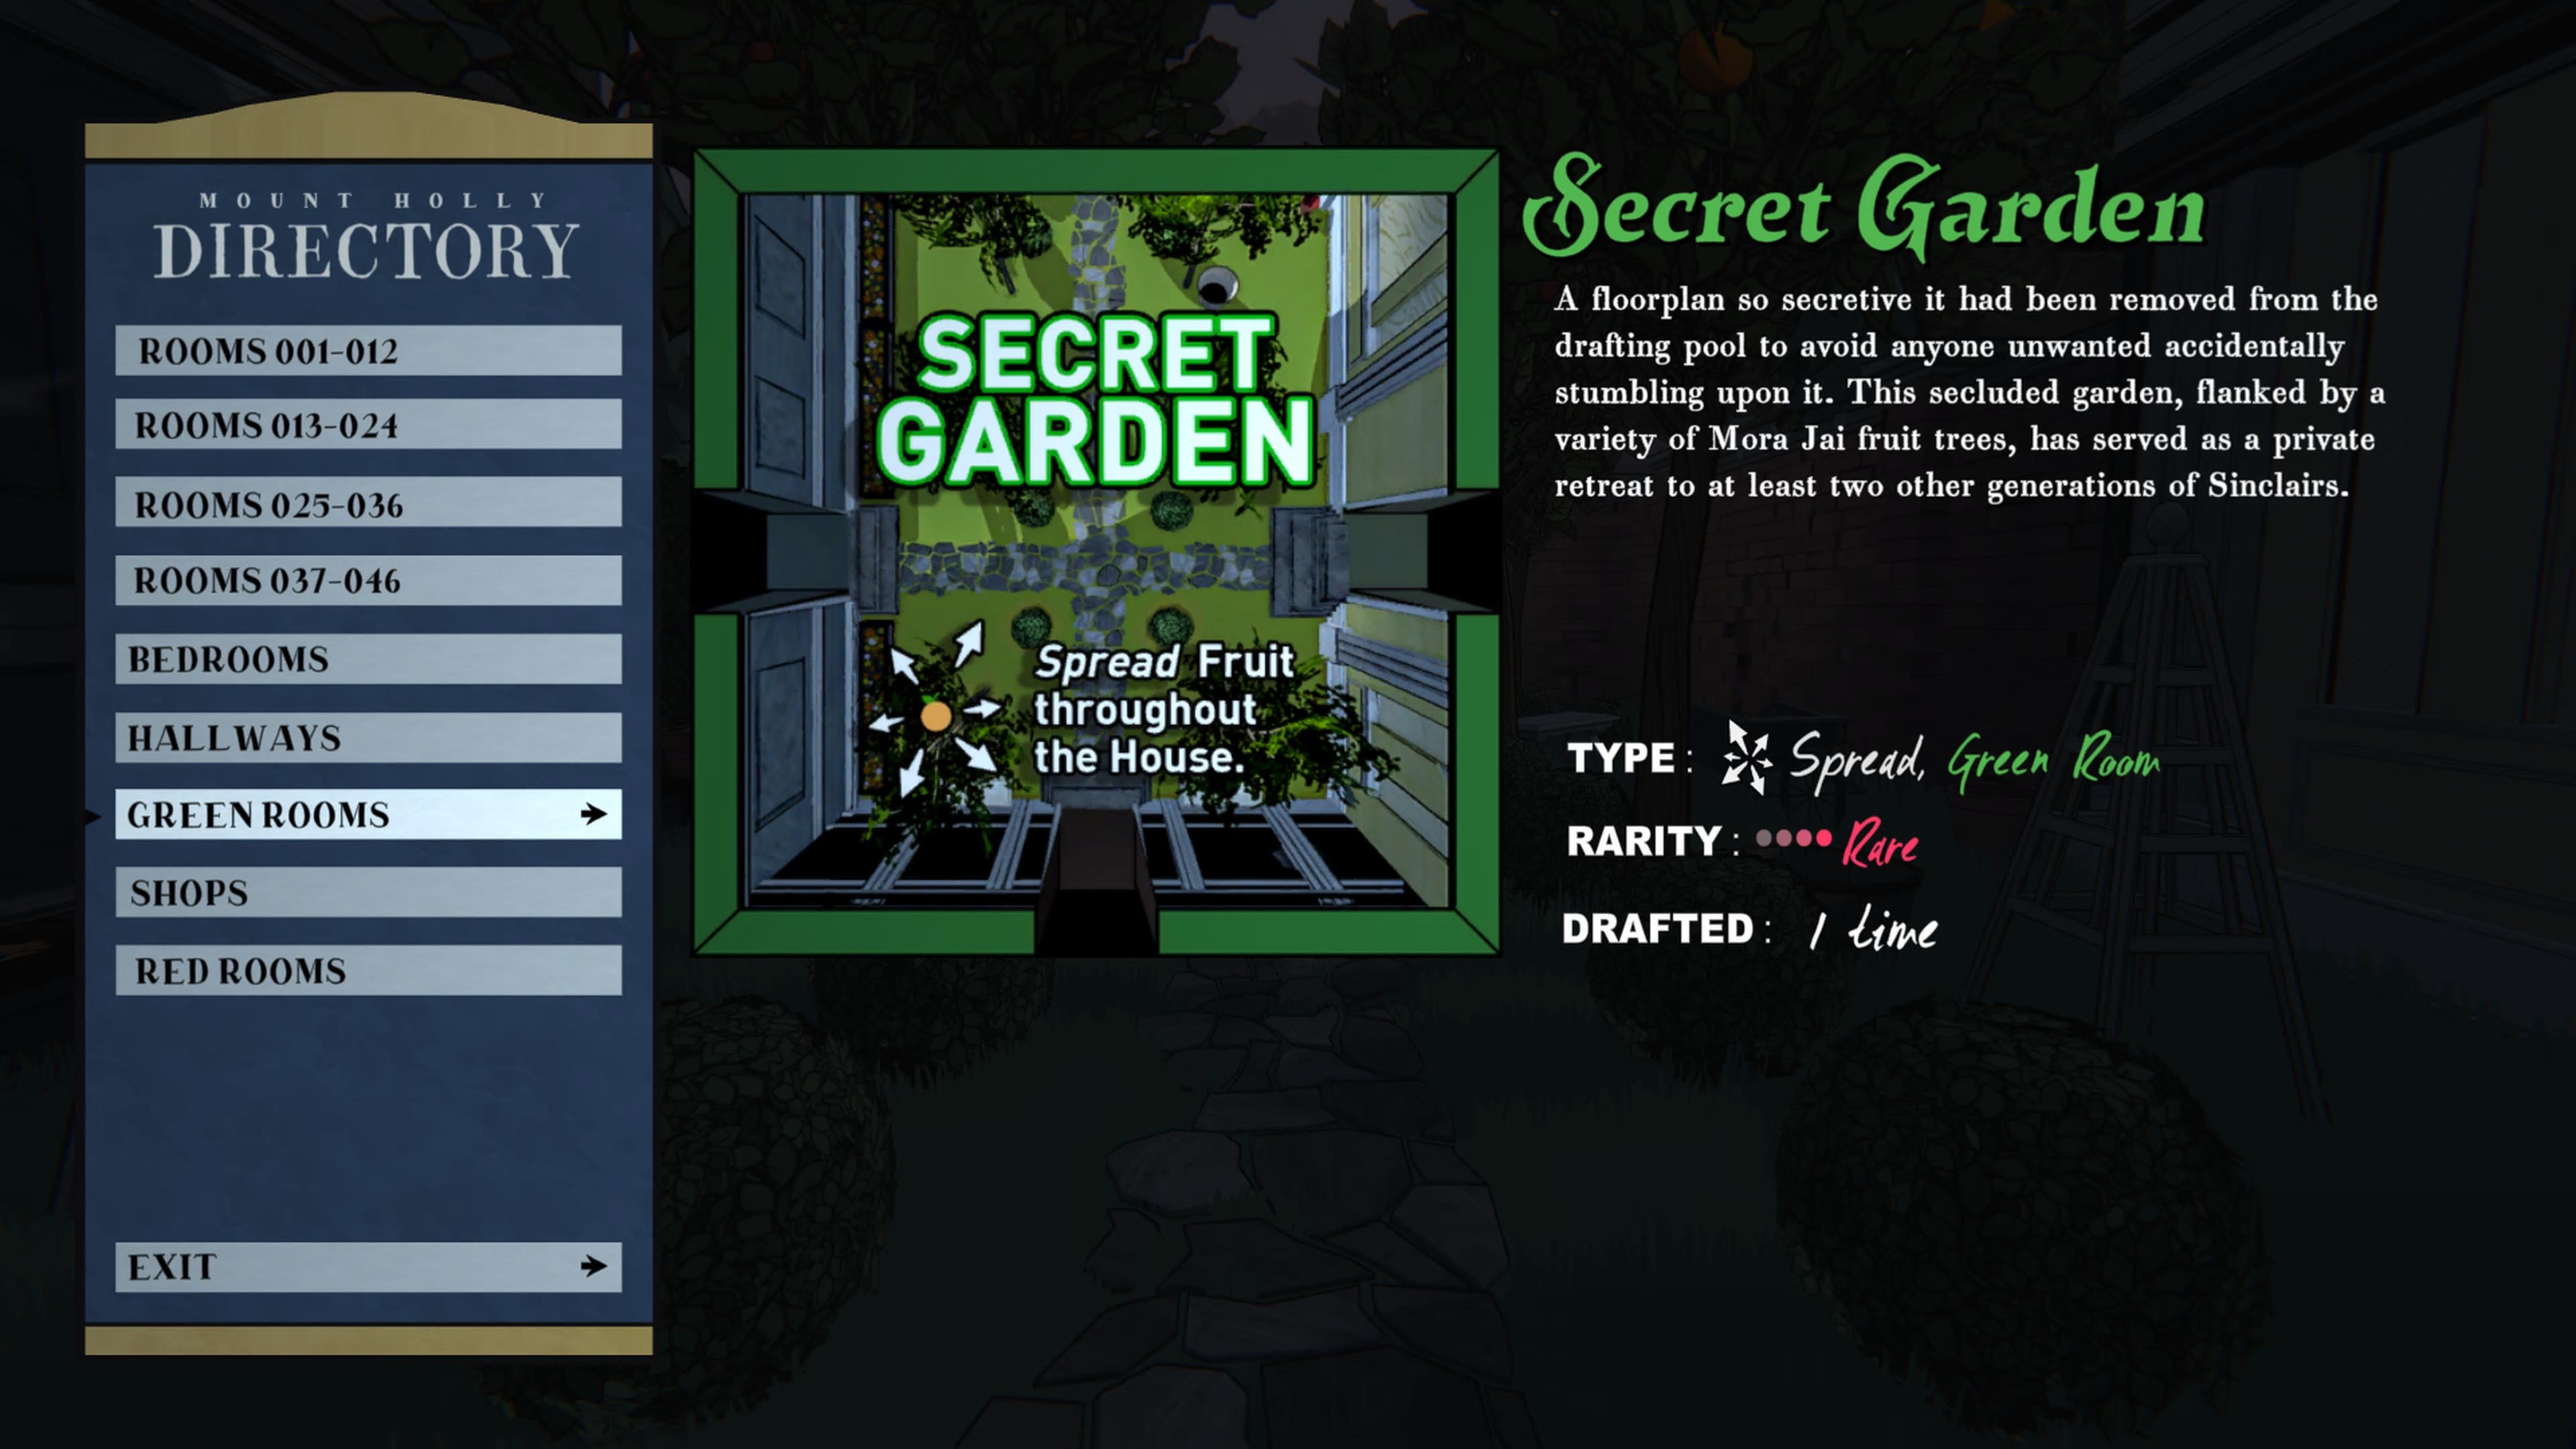 MOUNT HOLLY
DIRECTORY
ROOMS 001-012
ROOMS 013-024
ROOMS 025-036
ROOMS 037-046
BEDROOMS
HALLWAYS
GREEN ROOMS
SHOPS
RED ROOMS
EXIT
SECRET
GARDEN
Spread Fruit
throughout
the House.
Secret Garden
A floorplan so secretive it had been removed from the
drafting pool to avoid anyone unwanted accidentally
stumbling upon it. This secluded garden, flanked by a
variety of Mora Jai fruit trees, has served as a private
retreat to at least two other generations of Sinclairs.
TYPE: Spread, Green Room
RARITY: Rare
DRAFTED: 1 time